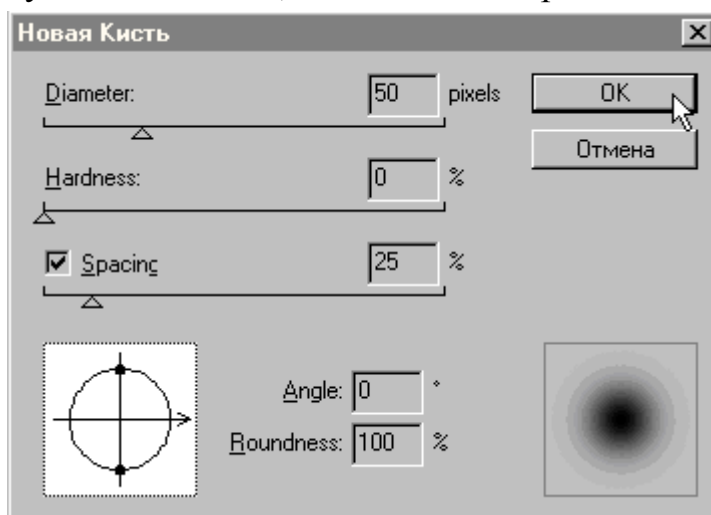 Новая Кисть
Diameter: 50 pixels
OK
Отмена
Hardness: 0 %
Spacing 25 %
Angle: 0 °
Roundness: 100 %